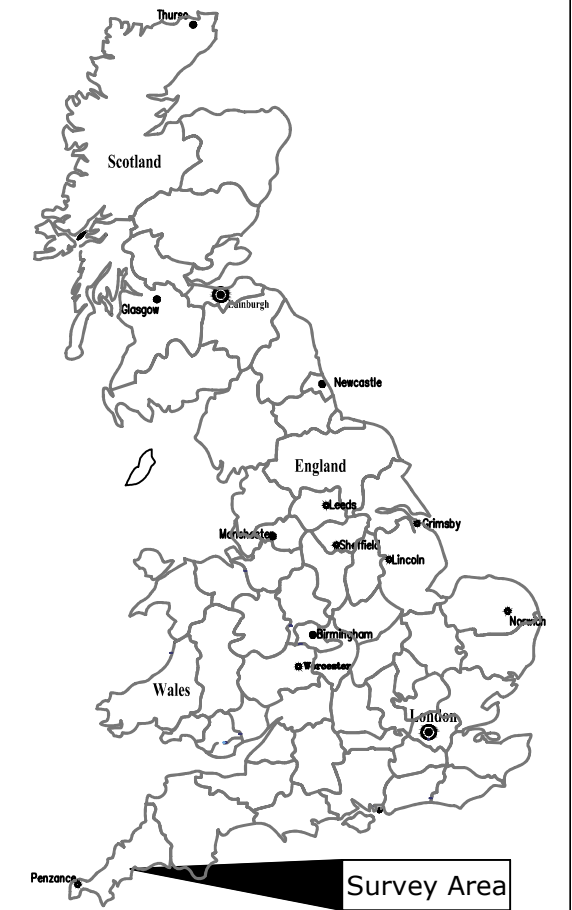 Thurso
Scotland
Glasgow
Edinburgh
Newcastle
England
Leeds
Grimsby
Manchester
Sheffield
Lincoln
Norwich
Birmingham
Worcester
Wales
London
Penzance
Survey Area